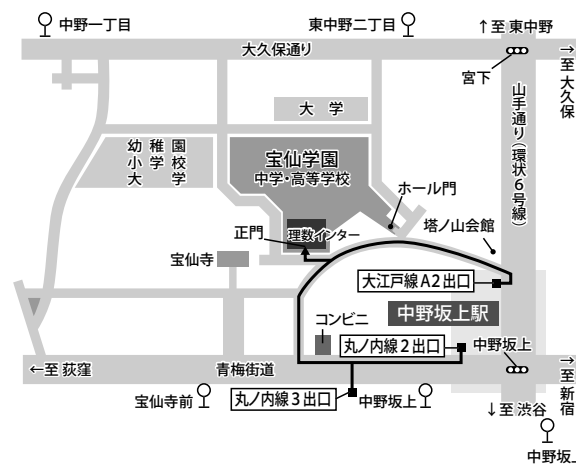 中野一丁目
東中野二丁目
↑至 東中野
大久保通り
→至 大久保
宮下
大学
山手通り（環状6号線）
幼稚園
小学校
大学
宝仙学園
中学・高等学校
ホール門
正門
理数インター
塔ノ山会館
宝仙寺
大江戸線A2出口
中野坂上駅
コンビニ
丸ノ内線2出口
中野坂上
←至 荻窪
青梅街道
→至 新宿
宝仙寺前
丸ノ内線3出口
中野坂上
↓至 渋谷
中野坂